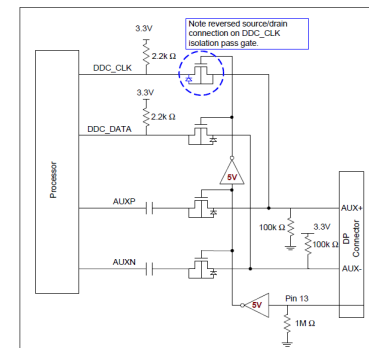 Note reversed source/drain
connection on DDC_CLK
isolation pass gate.
3.3V
2.2k Ω
DDC_CLK
3.3V
2.2k Ω
DDC_DATA
Processor
5V
AUXP
AUX+
100k Ω
3.3V
100k Ω
DP
Connector
AUXN
AUX-
5V
Pin 13
1M Ω